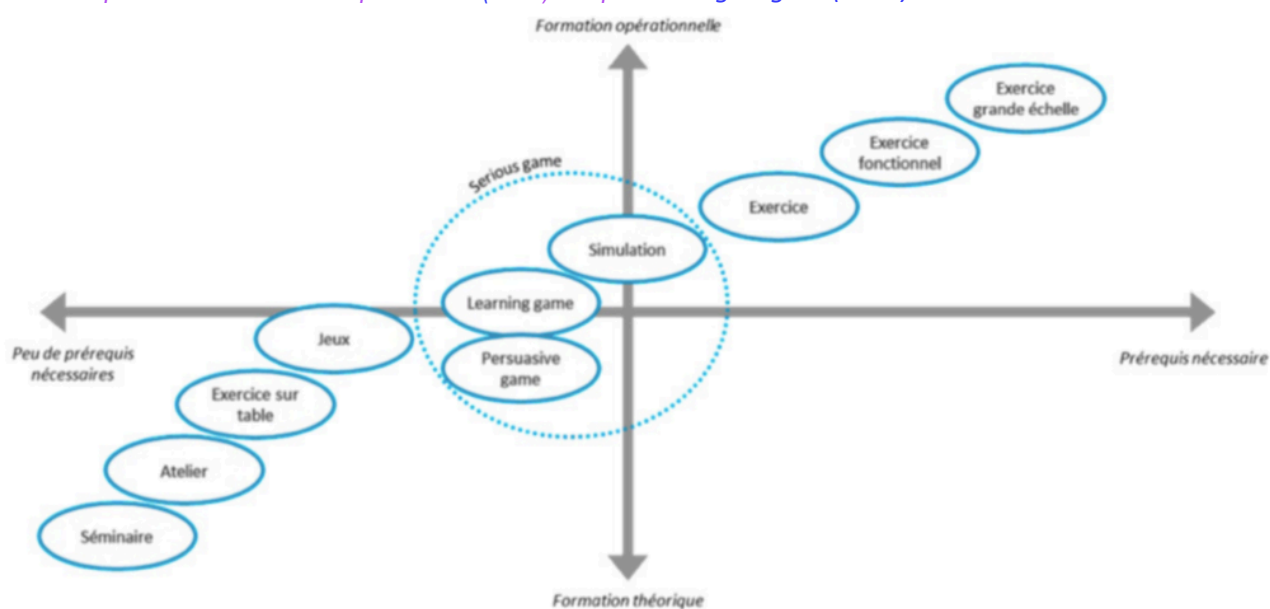 Formation opérationnelle
Exercice
grande échelle
Exercice
fonctionnel
Serious game
Exercice
Simulation
Learning game
Jeux
Persuasive
game
Peu de prérequis
nécessaires
Prérequis nécessaire
Exercice sur
table
Atelier
Séminaire
Formation théorique